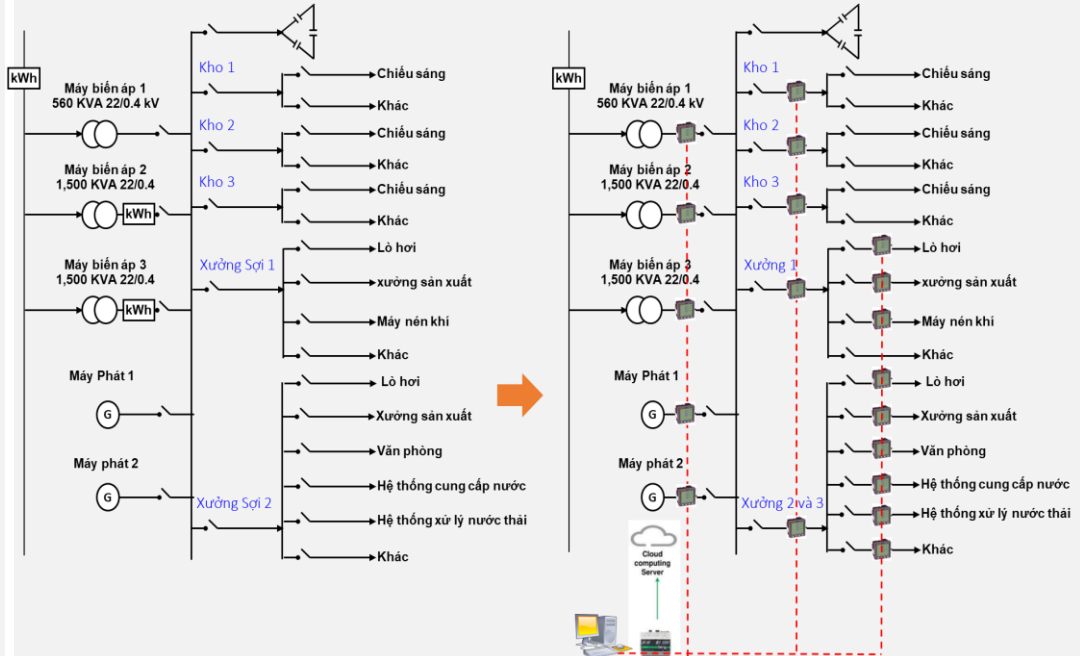 kWh
Máy biến áp 1
560 KVA 22/0.4 kV
Máy biến áp 2
1,500 KVA 22/0.4
kWh
Máy biến áp 3
1,500 KVA 22/0.4
kWh
Máy Phát 1
G
Máy phát 2
G
Kho 1
Chiếu sáng
Khác
Kho 2
Chiếu sáng
Khác
Kho 3
Chiếu sáng
Khác
Xưởng Sợi 1
Lò hơi
xưởng sản xuất
Máy nén khí
Khác
Lò hơi
Xưởng sản xuất
Văn phòng
Hệ thống cung cấp nước
Xưởng Sợi 2
Hệ thống xử lý nước thải
Khác
kWh
Máy biến áp 1
560 KVA 22/0.4 kV
Máy biến áp 2
1,500 KVA 22/0.4
Máy biến áp 3
1,500 KVA 22/0.4
Máy Phát 1
G
Máy phát 2
G
Kho 1
Chiếu sáng
Khác
Kho 2
Chiếu sáng
Khác
Kho 3
Chiếu sáng
Khác
Xưởng 1
Lò hơi
xưởng sản xuất
Máy nén khí
Khác
Lò hơi
Xưởng sản xuất
Văn phòng
Hệ thống cung cấp nước
Xưởng 2 và 3
Hệ thống xử lý nước thải
Khác
Cloud
computing
Server